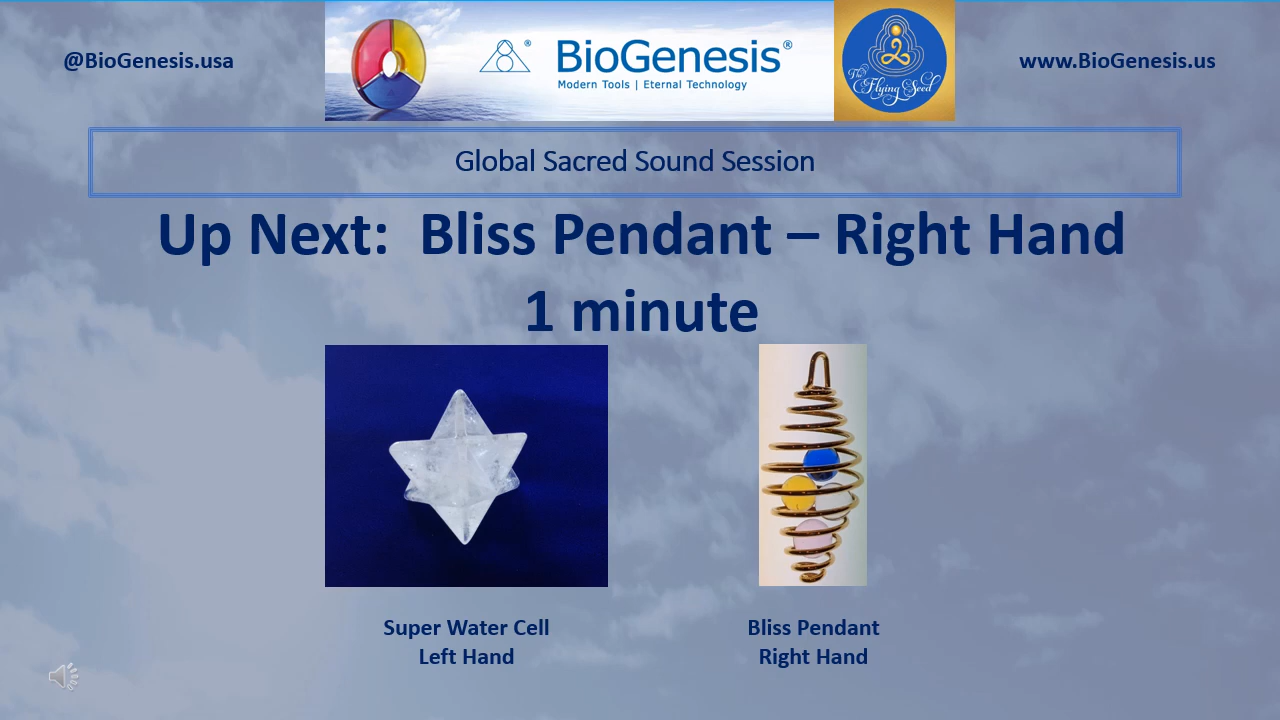 @BioGenesis.usa
BioGenesis®
Modern Tools | Eternal Technology
The Flying Seed
www.BioGenesis.us
Global Sacred Sound Session
Up Next: Bliss Pendant – Right Hand
1 minute
Super Water Cell
Left Hand
Bliss Pendant
Right Hand